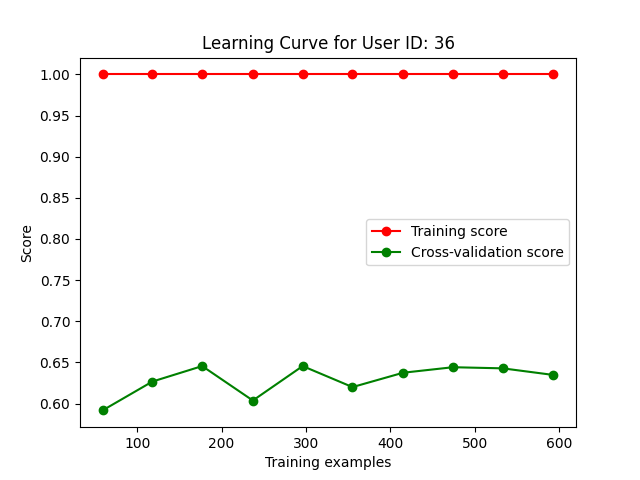 Learning Curve for User ID: 36
1.00
0.95
0.90
0.85
0.80
0.75
0.70
0.65
0.60
Score
Training score
Cross-validation score
100 200 300 400 500 600
Training examples